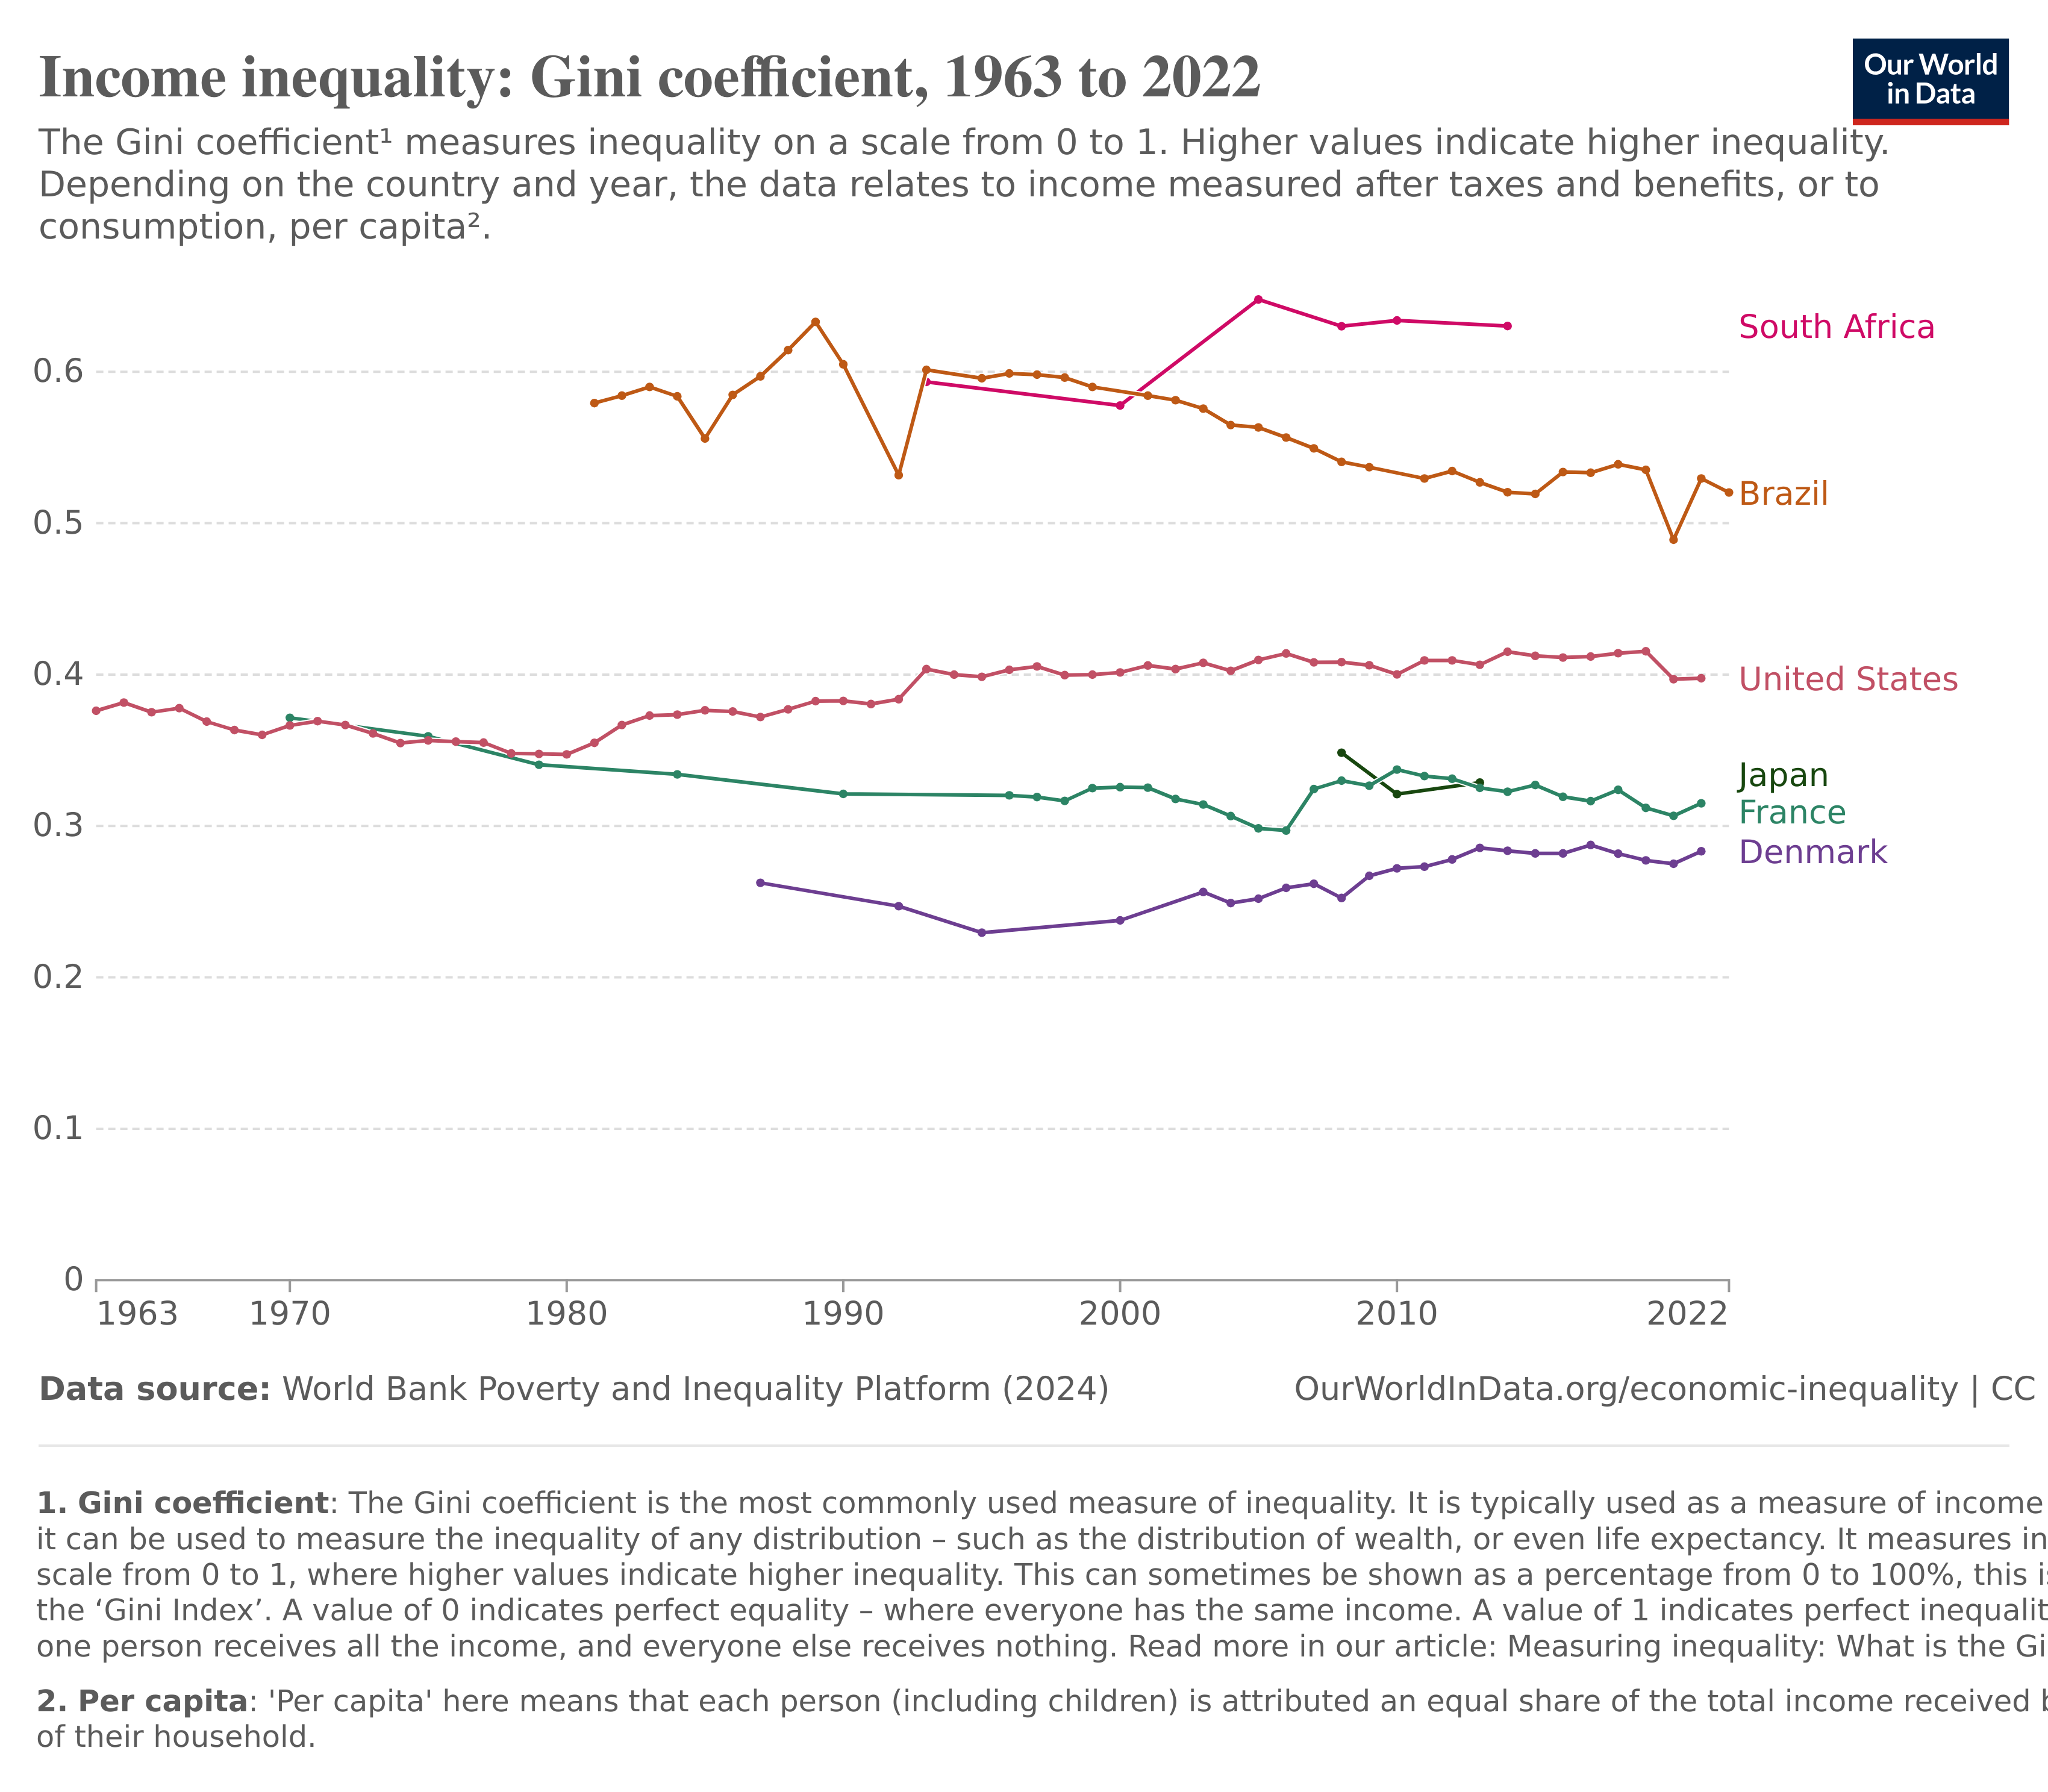 Income inequality: Gini coefficient, 1963 to 2022
Our World
in Data
The Gini coefficient¹ measures inequality on a scale from 0 to 1. Higher values indicate higher inequality.
Depending on the country and year, the data relates to income measured after taxes and benefits, or to
consumption, per capita².
South Africa
0.6
Brazil
0.5
0.4
United States
Japan
France
0.3
Denmark
0.2
0.1
0
1963 1970 1980 1990 2000 2010 2022
Data source: World Bank Poverty and Inequality Platform (2024) OurWorldInData.org/economic-inequality | CC
1. Gini coefficient: The Gini coefficient is the most commonly used measure of inequality. It is typically used as a measure of income
it can be used to measure the inequality of any distribution – such as the distribution of wealth, or even life expectancy. It measures in
scale from 0 to 1, where higher values indicate higher inequality. This can sometimes be shown as a percentage from 0 to 100%, this is
the ‘Gini Index’. A value of 0 indicates perfect equality – where everyone has the same income. A value of 1 indicates perfect inequalit
one person receives all the income, and everyone else receives nothing. Read more in our article: Measuring inequality: What is the Gi
2. Per capita: 'Per capita' here means that each person (including children) is attributed an equal share of the total income received b
of their household.